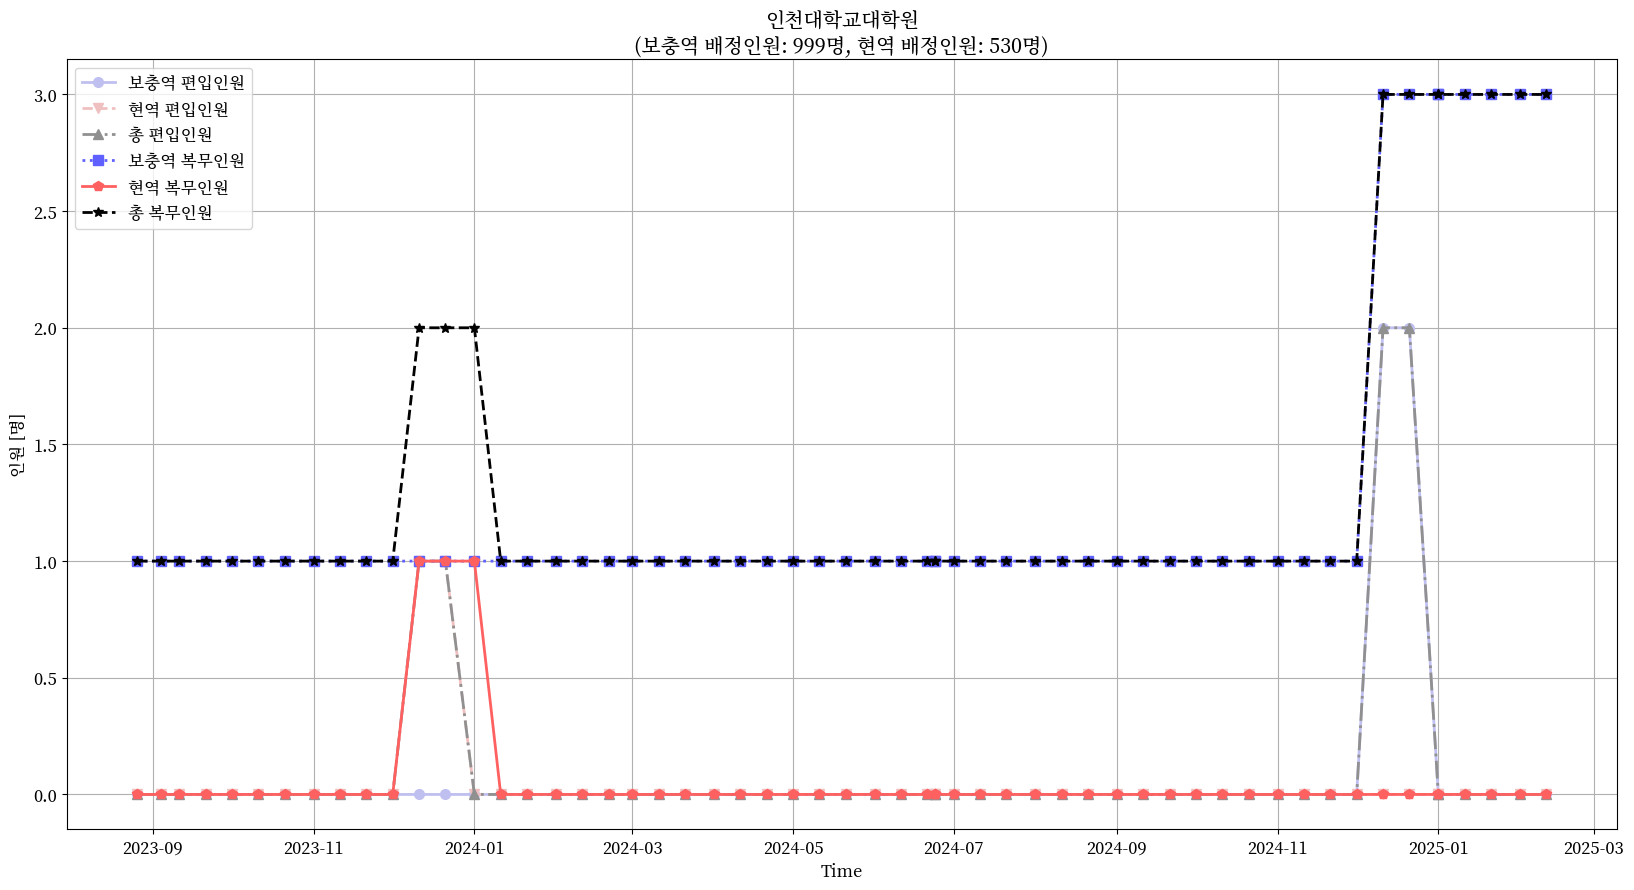 인천대학교대학원
(보충역 배정인원: 999명, 현역 배정인원: 530명)
보충역 편입인원
현역 편입인원
총 편입인원
보충역 복무인원
현역 복무인원
총 복무인원
인원 [명]
3.0
2.5
2.0
1.5
1.0
0.5
0.0
2023-09
2023-11
2024-01
2024-03
2024-05
2024-07
2024-09
2024-11
2025-01
2025-03
Time